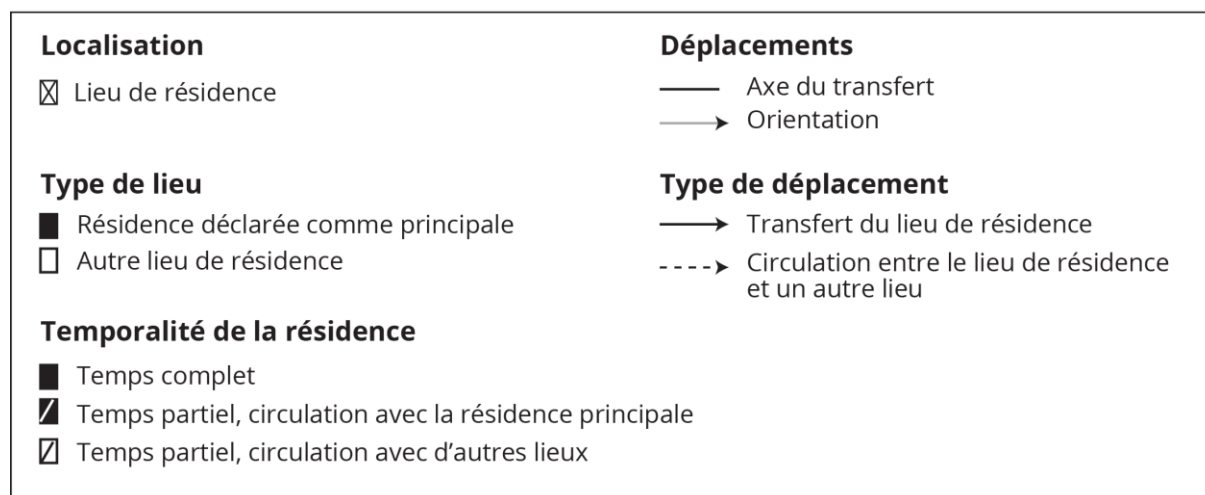 Localisation
Lieu de résidence
Type de lieu
Résidence déclarée comme principale
Autre lieu de résidence
Temporalité de la résidence
Temps complet
Temps partiel, circulation avec la résidence principale
Temps partiel, circulation avec d'autres lieux
Déplacements
Axe du transfert
Orientation
Type de déplacement
Transfert du lieu de résidence
Circulation entre le lieu de résidence
et un autre lieu